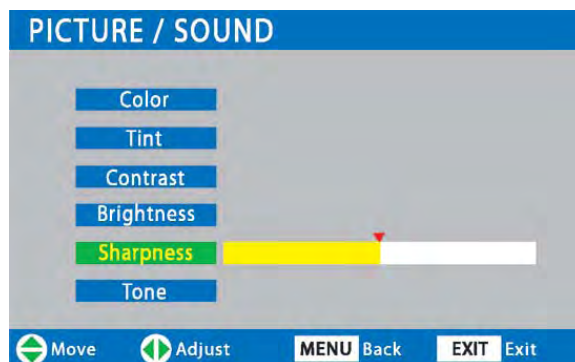 PICTURE / SOUND
Color
Tint
Contrast
Brightness
Sharpness
Tone
Move Adjust MENU Back EXIT Exit